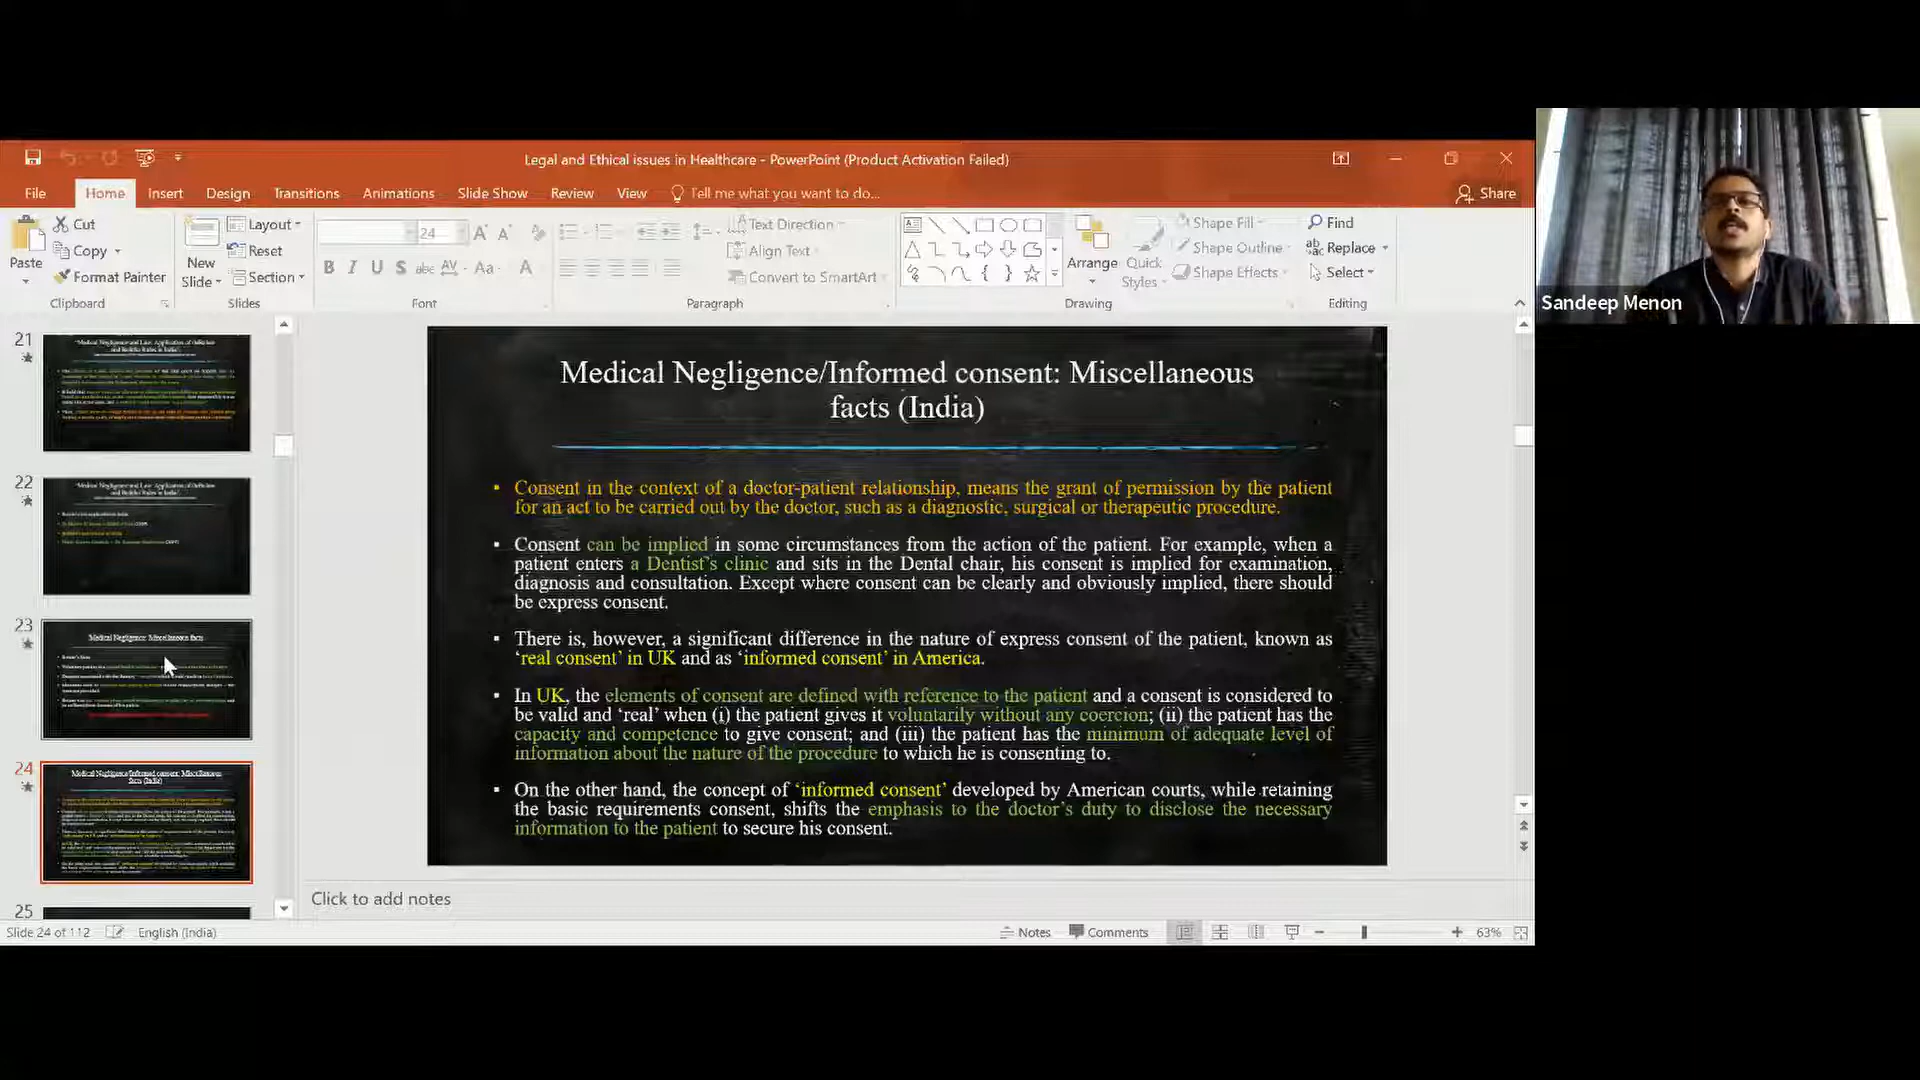 Legal and Ethical issues in Healthcare - PowerPoint (Product Activation Failed)
File Home Insert Design Transitions Animations Slide Show Review View Tell me what you want to do... Share
Cut
Copy
Format Painter
Paste
Clipboard
New
Slide
Layout
Reset
Section
Slides
24
B I U S abc AV Aa A
Font
Text Direction
Align Text
Convert to SmartArt
Paragraph
Arrange
Quick
Styles
Shape Fill
Shape Outline
Shape Effects
Drawing
Find
Replace
Select
Editing
Sandeep Menon
21
22
23
Medical Negligence: Miscellaneous facts
24
Medical Negligence/Informed consent: Miscellaneous
facts (India)
25
Medical Negligence/Informed consent: Miscellaneous
facts (India)
Consent in the context of a doctor-patient relationship, means the grant of permission by the patient
for an act to be carried out by the doctor, such as a diagnostic, surgical or therapeutic procedure.
Consent can be implied in some circumstances from the action of the patient. For example, when a
patient enters a Dentist's clinic and sits in the Dental chair, his consent is implied for examination,
diagnosis and consultation. Except where consent can be clearly and obviously implied, there should
be express consent.
There is, however, a significant difference in the nature of express consent of the patient, known as
'real consent' in UK and as 'informed consent' in America.
In UK, the elements of consent are defined with reference to the patient and a consent is considered to
be valid and 'real' when (i) the patient gives it voluntarily without any coercion; (ii) the patient has the
capacity and competence to give consent; and (iii) the patient has the minimum of adequate level of
information about the nature of the procedure to which he is consenting to.
On the other hand, the concept of 'informed consent' developed by American courts, while retaining
the basic requirements consent, shifts the emphasis to the doctor's duty to disclose the necessary
information to the patient to secure his consent.
Click to add notes
Slide 24 of 112 English (India) Notes Comments 63%